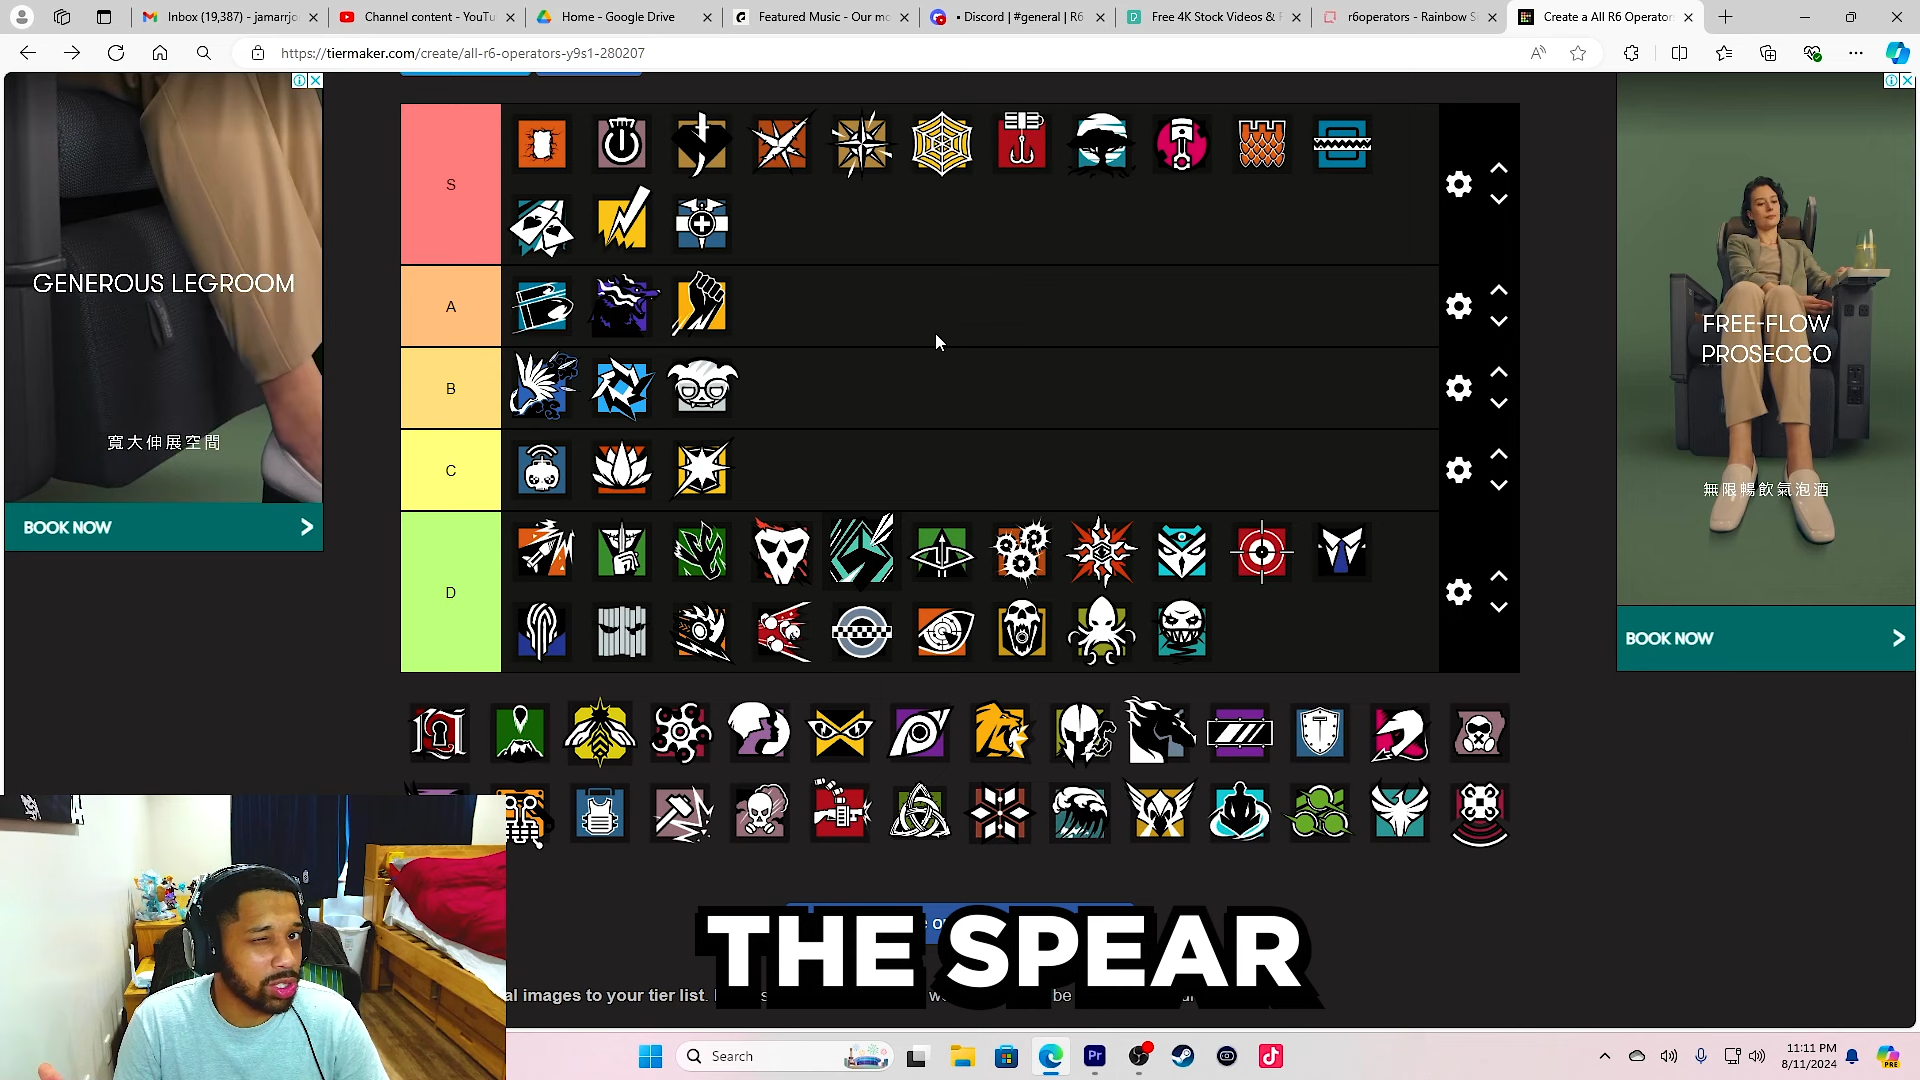 Inbox (19,387) - jamarrjo
Channel content - YouTu
Home - Google Drive
Featured Music - Our mo
• Discord | #general | R6
Free 4K Stock Videos & F
r6operators - Rainbow Si
Create a All R6 Operator
https://tiermaker.com/create/all-r6-operators-y9s1-280207
GENEROUS LEGROOM
寬大伸展空間
BOOK NOW
S
A
B
C
D
FREE-FLOW
PROSECCO
無限暢飲氣泡酒
BOOK NOW
THE SPEAR
al images to your tier list.
Search
Pr
11:11 PM
8/11/2024
PRE